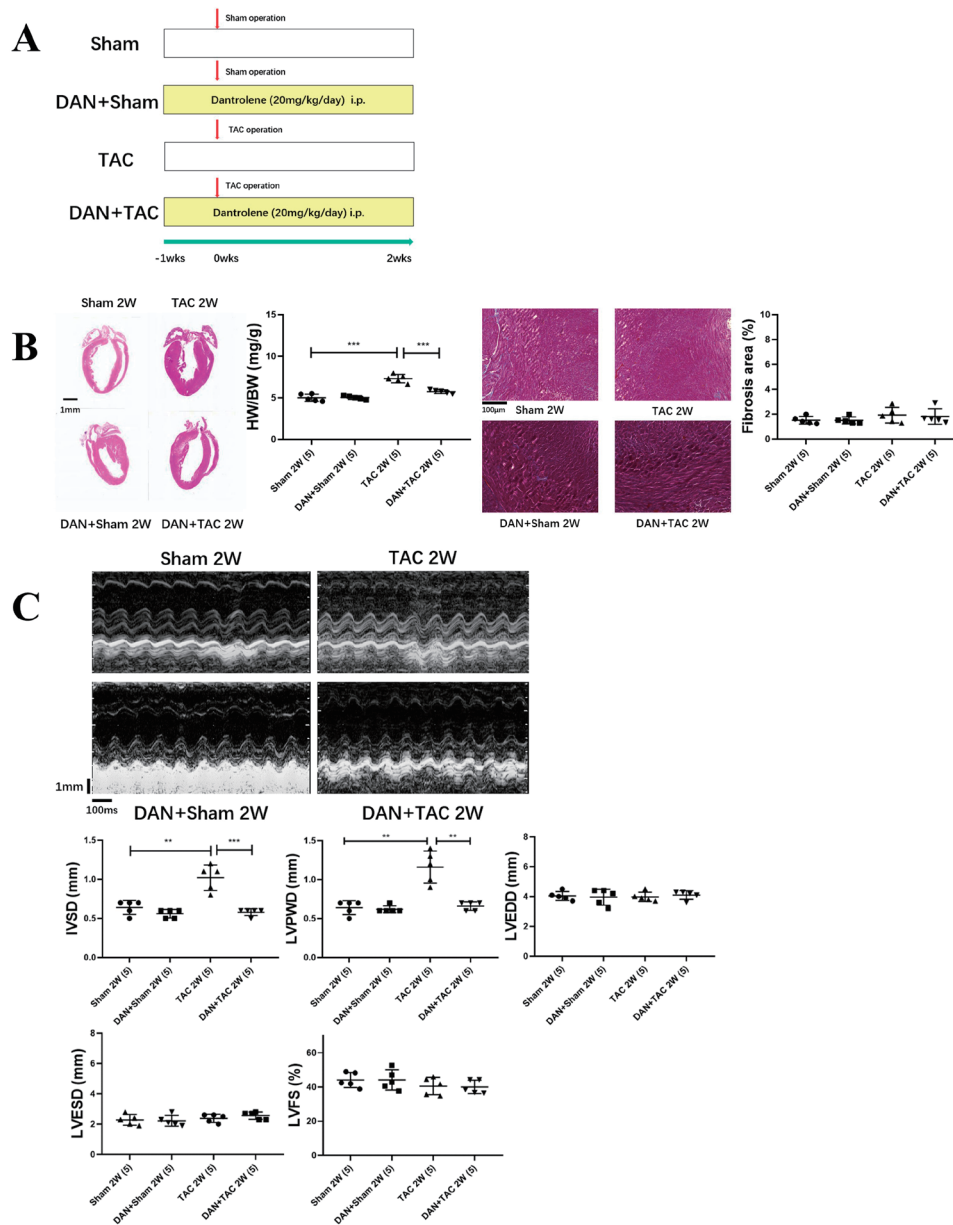 A
Sham operation
Sham
Sham operation
DAN+Sham
Dantrolene (20mg/kg/day) i.p.
TAC operation
TAC
TAC operation
DAN+TAC
Dantrolene (20mg/kg/day) i.p.
-1wks 0wks 2wks
B
Sham 2W TAC 2W
1mm
DAN+Sham 2W DAN+TAC 2W
HW/BW (mg/g)
15
10
5
0
*** ***
Sham 2W (5)
DAN+Sham 2W (5)
TAC 2W (5)
DAN+TAC 2W (5)
100μm
Sham 2W TAC 2W
DAN+Sham 2W DAN+TAC 2W
Fibrosis area (%)
10
8
6
4
2
0
Sham 2W (5)
DAN+Sham 2W (5)
TAC 2W (5)
DAN+TAC 2W (5)
C
Sham 2W TAC 2W
1mm
100ms
DAN+Sham 2W DAN+TAC 2W
IVSD (mm)
1.5
1.0
0.5
0.0
** ***
Sham 2W (5)
DAN+Sham 2W (5)
TAC 2W (5)
DAN+TAC 2W (5)
LVPWD (mm)
1.5
1.0
0.5
0.0
** **
Sham 2W (5)
DAN+Sham 2W (5)
TAC 2W (5)
DAN+TAC 2W (5)
LVEDD (mm)
8
6
4
2
0
Sham 2W (5)
DAN+Sham 2W (5)
TAC 2W (5)
DAN+TAC 2W (5)
LVESD (mm)
8
6
4
2
0
Sham 2W (5)
DAN+Sham 2W (5)
TAC 2W (5)
DAN+TAC 2W (5)
LVFS (%)
60
40
20
0
Sham 2W (5)
DAN+Sham 2W (5)
TAC 2W (5)
DAN+TAC 2W (5)